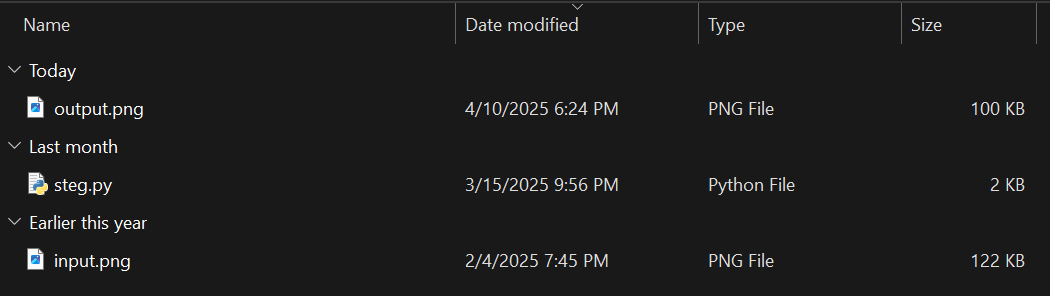 Name Date modified Type Size
Today
output.png 4/10/2025 6:24 PM PNG File 100 KB
Last month
steg.py 3/15/2025 9:56 PM Python File 2 KB
Earlier this year
input.png 2/4/2025 7:45 PM PNG File 122 KB